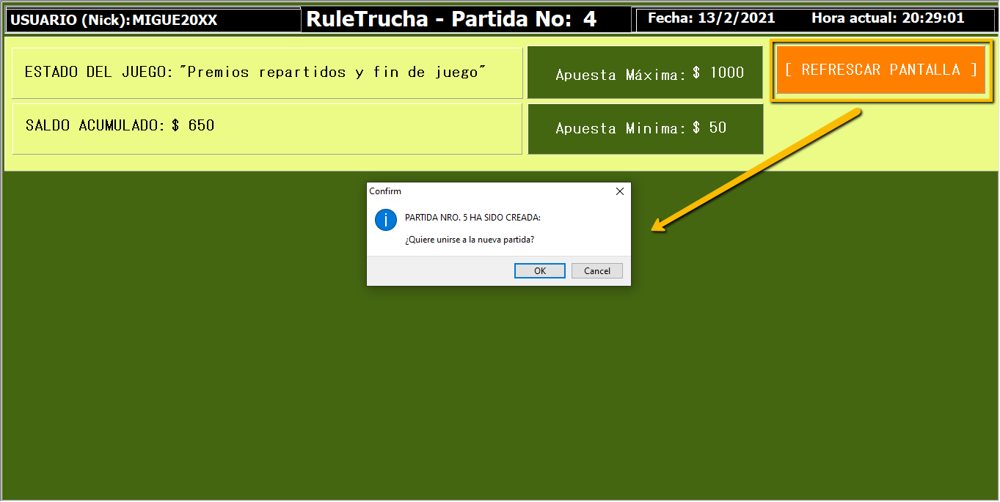 USUARIO (Nick): MIGUE20XX
RuleTrucha - Partida No: 4
Fecha: 13/2/2021
Hora actual: 20:29:01
ESTADO DEL JUEGO: "Premios repartidos y fin de juego"
Apuesta Máxima: $ 1000
[ REFRESCAR PANTALLA ]
SALDO ACUMULADO: $ 650
Apuesta Minima: $ 50
Confirm
PARTIDA NRO. 5 HA SIDO CREADA:
¿Quiere unirse a la nueva partida?
OK
Cancel